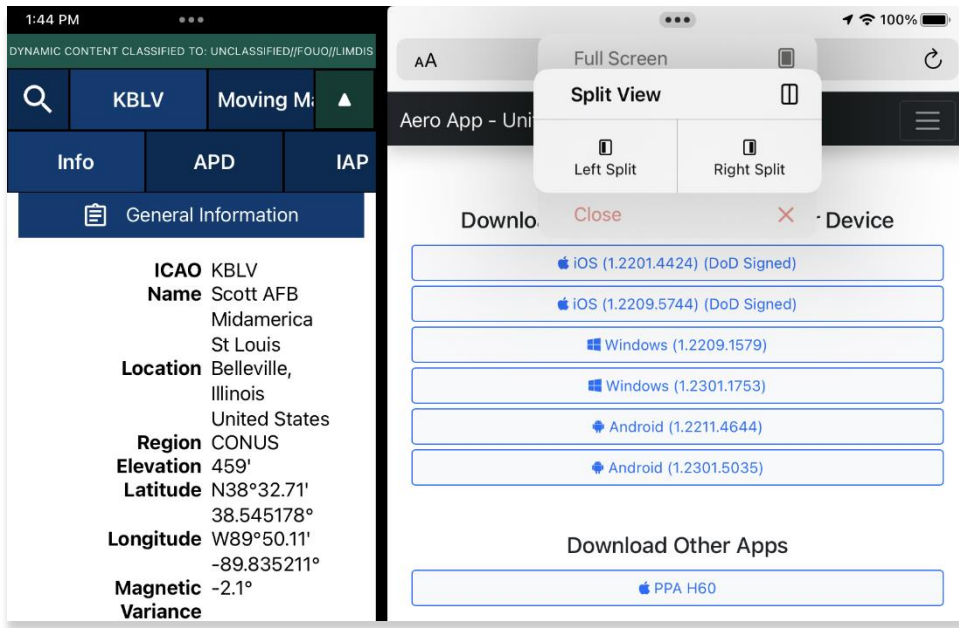 1:44 PM
DYNAMIC CONTENT CLASSIFIED TO: UNCLASSIFIED//FOUO//LIMDIS
KBLV
Moving Ma
Info
APD
IAP
General Information
ICAO KBLV
Name Scott AFB
Midamerica
St Louis
Location Belleville,
Illinois
United States
Region CONUS
Elevation 459'
Latitude N38°32.71'
38.545178°
Longitude W89°50.11'
-89.835211°
Magnetic -2.1°
Variance
100%
AA
Full Screen
Split View
Left Split
Right Split
Close
Aero App - Uni
Downlo
Device
iOS (1.2201.4424) (DoD Signed)
iOS (1.2209.5744) (DoD Signed)
Windows (1.2209.1579)
Windows (1.2301.1753)
Android (1.2211.4644)
Android (1.2301.5035)
Download Other Apps
PPA H60